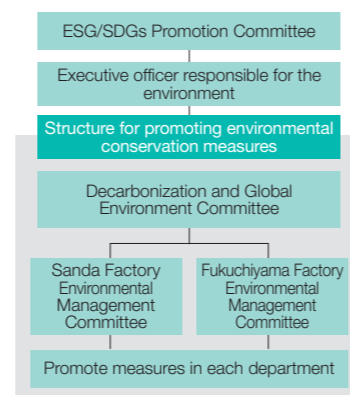 ESG/SDGs Promotion Committee
Executive officer responsible for the
environment
Structure for promoting environmental
conservation measures
Decarbonization and Global
Environment Committee
Sanda Factory
Environmental
Management
Committee
Fukuchiyama Factory
Environmental
Management
Committee
Promote measures in each department